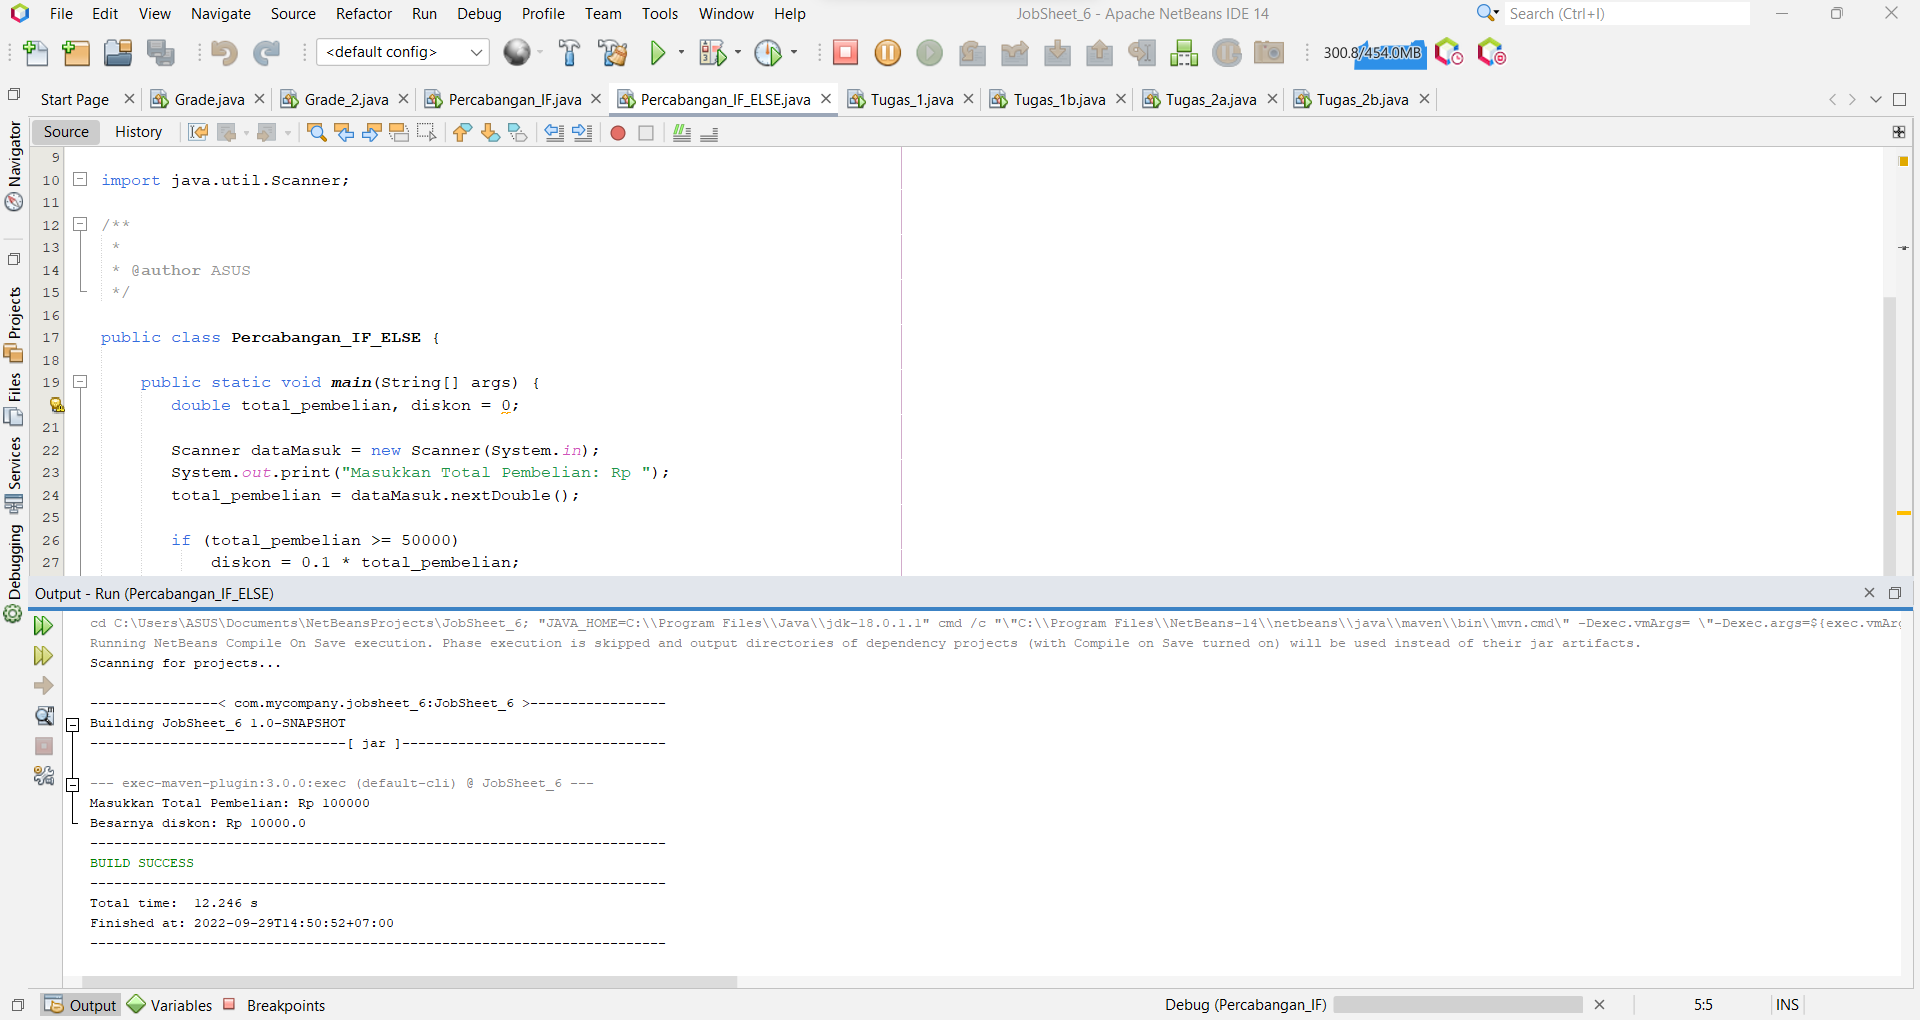 File Edit View Navigate Source Refactor Run Debug Profile Team Tools Window Help
JobSheet_6 - Apache NetBeans IDE 14
Search (Ctrl+I)
<default config>
300.8/454.0MB
Start Page
Grade.java
Grade_2.java
Percabangan_IF.java
Percabangan_IF_ELSE.java
Tugas_1.java
Tugas_1b.java
Tugas_2a.java
Tugas_2b.java
Source History
Navigator
Projects
Files
Services
Debugging
9
10 import java.util.Scanner;
11
12 /**
13 *
14 * @author ASUS
15 */
16
17 public class Percabangan_IF_ELSE {
18
19 public static void main(String[] args) {
double total_pembelian, diskon = 0;
21
22 Scanner dataMasuk = new Scanner(System.in);
23 System.out.print("Masukkan Total Pembelian: Rp ");
24 total_pembelian = dataMasuk.nextDouble();
25
26 if (total_pembelian >= 50000)
27 diskon = 0.1 * total_pembelian;
Output - Run (Percabangan_IF_ELSE)
cd C:\Users\ASUS\Documents\NetBeansProjects\JobSheet_6; "JAVA_HOME=C:\\Program Files\\Java\\jdk-18.0.1.1" cmd /c "\"C:\\Program Files\\NetBeans-14\\netbeans\\java\\maven\\bin\\mvn.cmd\" -Dexec.vmArgs= \"-Dexec.args=${exec.vmArg
Running NetBeans Compile On Save execution. Phase execution is skipped and output directories of dependency projects (with Compile on Save turned on) will be used instead of their jar artifacts.
Scanning for projects...
----------------< com.mycompany.jobsheet_6:JobSheet_6 >-----------------
Building JobSheet_6 1.0-SNAPSHOT
--------------------------------[ jar ]---------------------------------
--- exec-maven-plugin:3.0.0:exec (default-cli) @ JobSheet_6 ---
Masukkan Total Pembelian: Rp 100000
Besarnya diskon: Rp 10000.0
------------------------------------------------------------------------
BUILD SUCCESS
------------------------------------------------------------------------
Total time: 12.246 s
Finished at: 2022-09-29T14:50:52+07:00
------------------------------------------------------------------------
Output Variables Breakpoints
Debug (Percabangan_IF)
5:5
INS